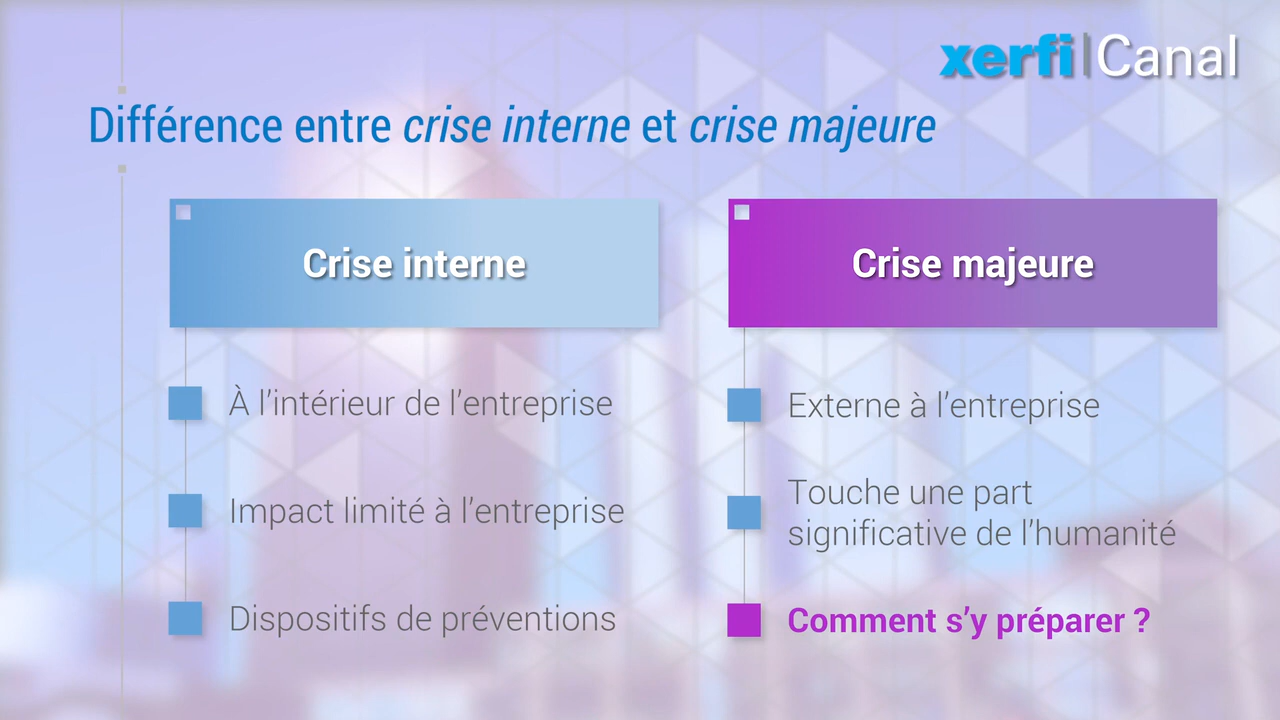 xerfi|Canal
Différence entre crise interne et crise majeure
Crise interne
À l'intérieur de l'entreprise
Impact limité à l'entreprise
Dispositifs de préventions
Crise majeure
Externe à l'entreprise
Touche une part
significative de l'humanité
Comment s'y préparer ?